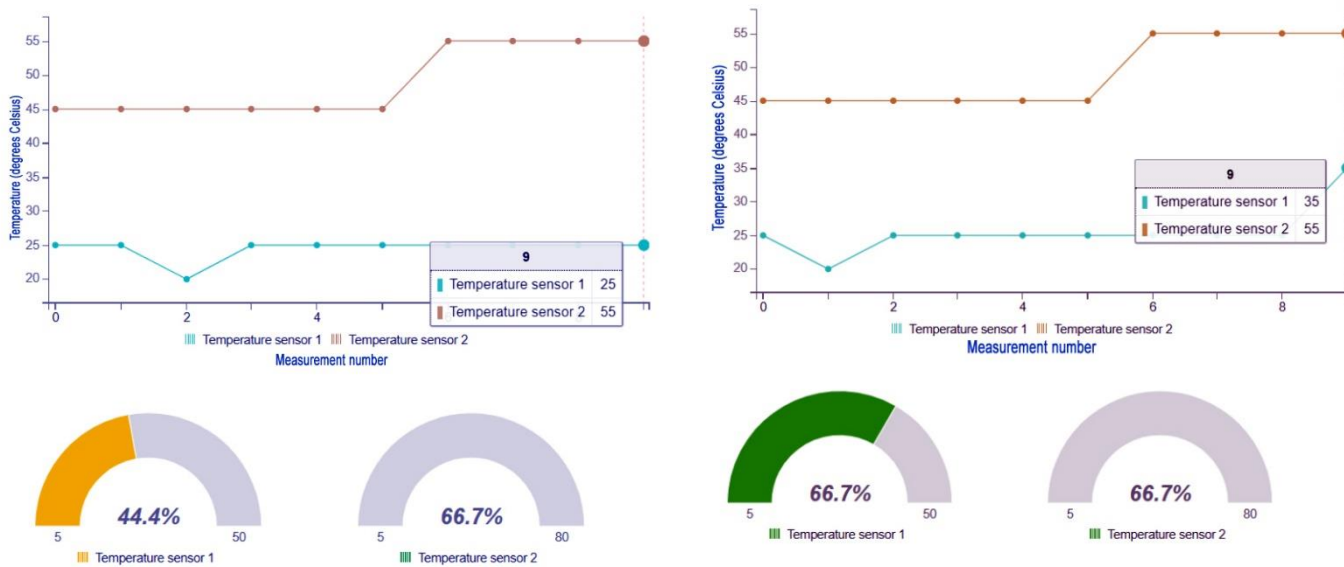 Temperature (degrees Celsius)
55
50
45
40
35
30
25
20
0
2
4
9
Temperature sensor 1 25
Temperature sensor 2 55
Temperature sensor 1 Temperature sensor 2
Measurement number
Temperature (degrees Celsius)
55
50
45
40
35
30
25
20
0
2
4
6
8
9
Temperature sensor 1 35
Temperature sensor 2 55
Temperature sensor 1 Temperature sensor 2
Measurement number
44.4%
5 50
Temperature sensor 1
66.7%
5 80
Temperature sensor 2
66.7%
5 50
Temperature sensor 1
66.7%
5 80
Temperature sensor 2